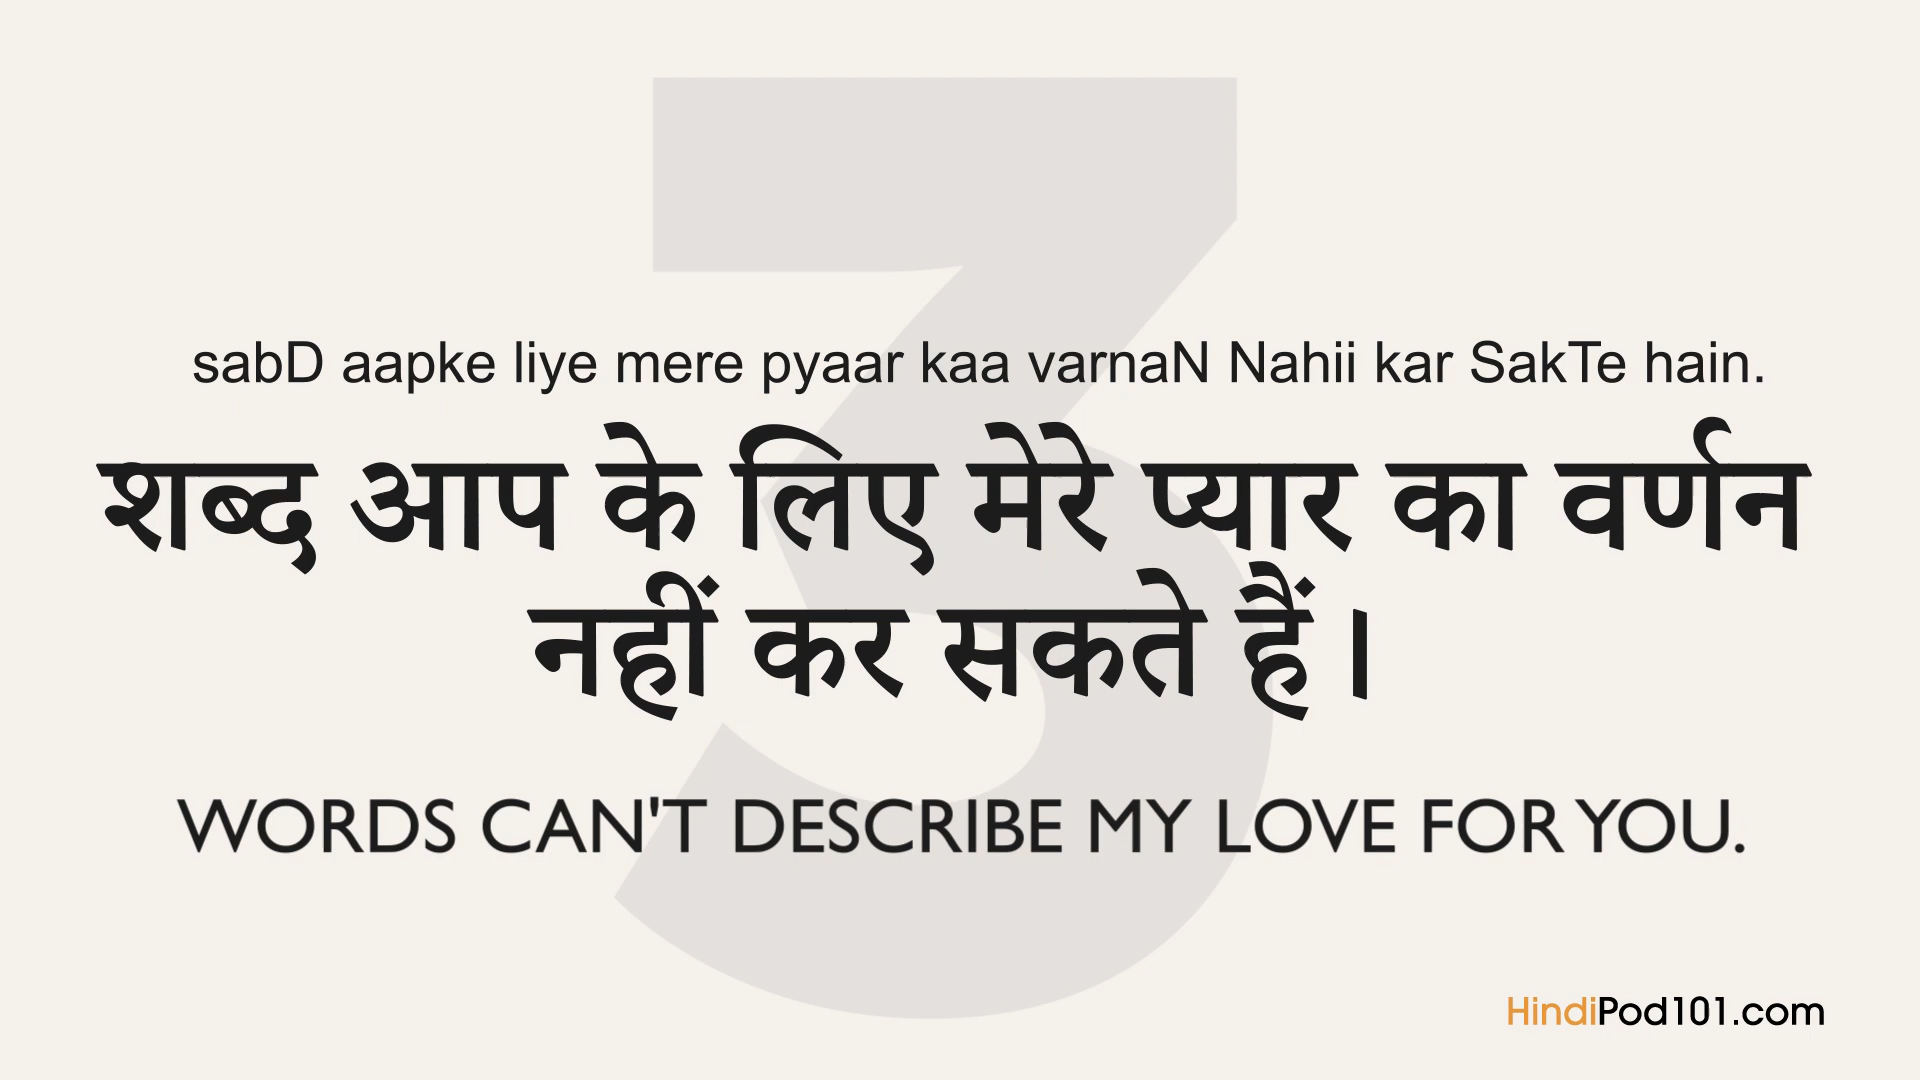 3
sabD aapke liye mere pyaar kaa varnaN Nahii kar SakTe hain.
शब्द आप के लिए मेरे प्यार का वर्णन
नहीं कर सकते हैं।
WORDS CAN'T DESCRIBE MY LOVE FOR YOU.
HindiPod101.com